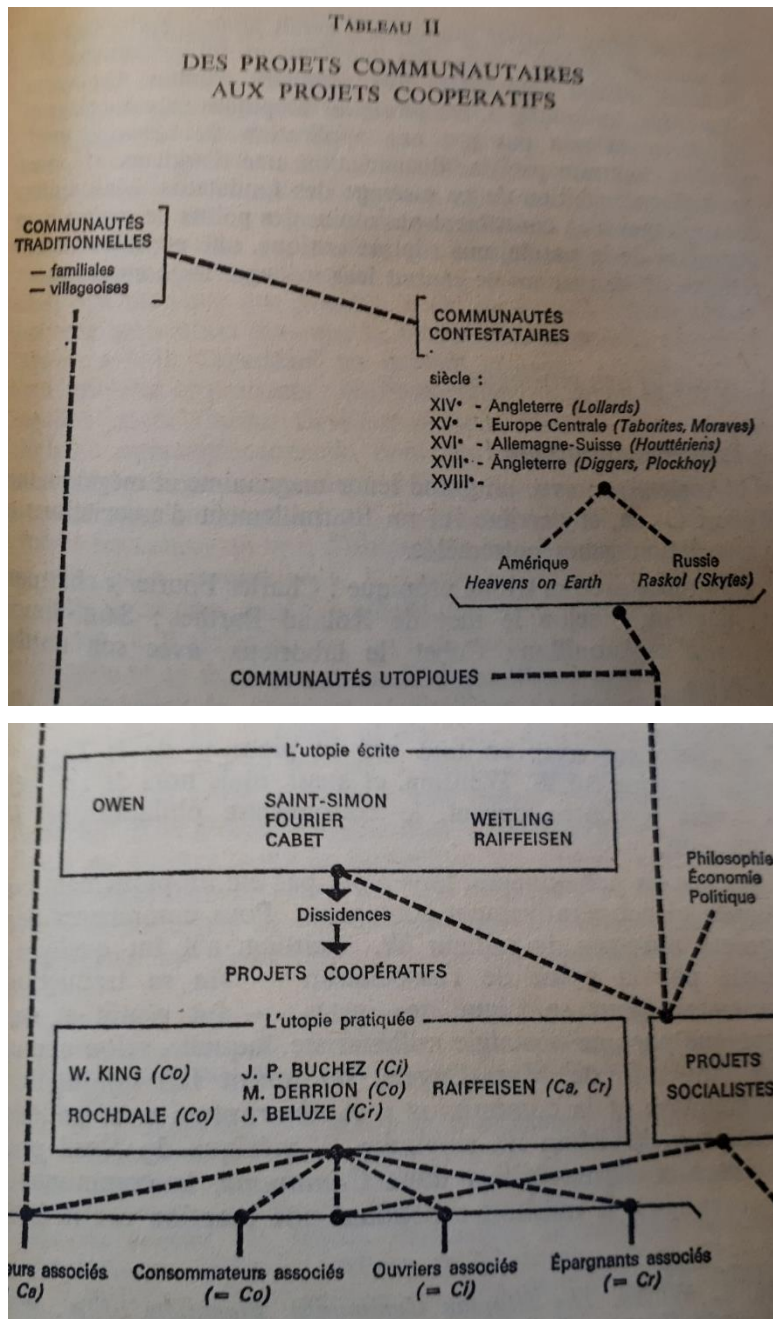 TABLEAU II
DES PROJETS COMMUNAUTAIRES
AUX PROJETS COOPERATIFS
COMMUNAUTÉS
TRADITIONNELLES
— familiales
— villageoises
COMMUNAUTÉS
CONTESTATAIRES
siècle :
XIVe - Angleterre (Lollards)
XVe - Europe Centrale (Taborites, Moraves)
XVIe - Allemagne-Suisse (Houttériens)
XVIIe - Angleterre (Diggers, Plockhoy)
XVIIIe -
Amérique
Heavens on Earth
Russie
Raskol (Skytes)
COMMUNAUTÉS UTOPIQUES
L'utopie écrite
OWEN
SAINT-SIMON
FOURIER
CABET
WEITLING
RAIFFEISEN
Philosophie
Économie
Politique
Dissidences
PROJETS COOPÉRATIFS
L'utopie pratiquée
W. KING (Co)
ROCHDALE (Co)
J. P. BUCHEZ (Ci)
M. DERRION (Co)
J. BELUZE (Cr)
RAIFFEISEN (Ca, Cr)
PROJETS
SOCIALISTES
associés
Ca)
Consommateurs associés
(= Co)
Ouvriers associés
(= Ci)
Épargnants associés
(= Cr)